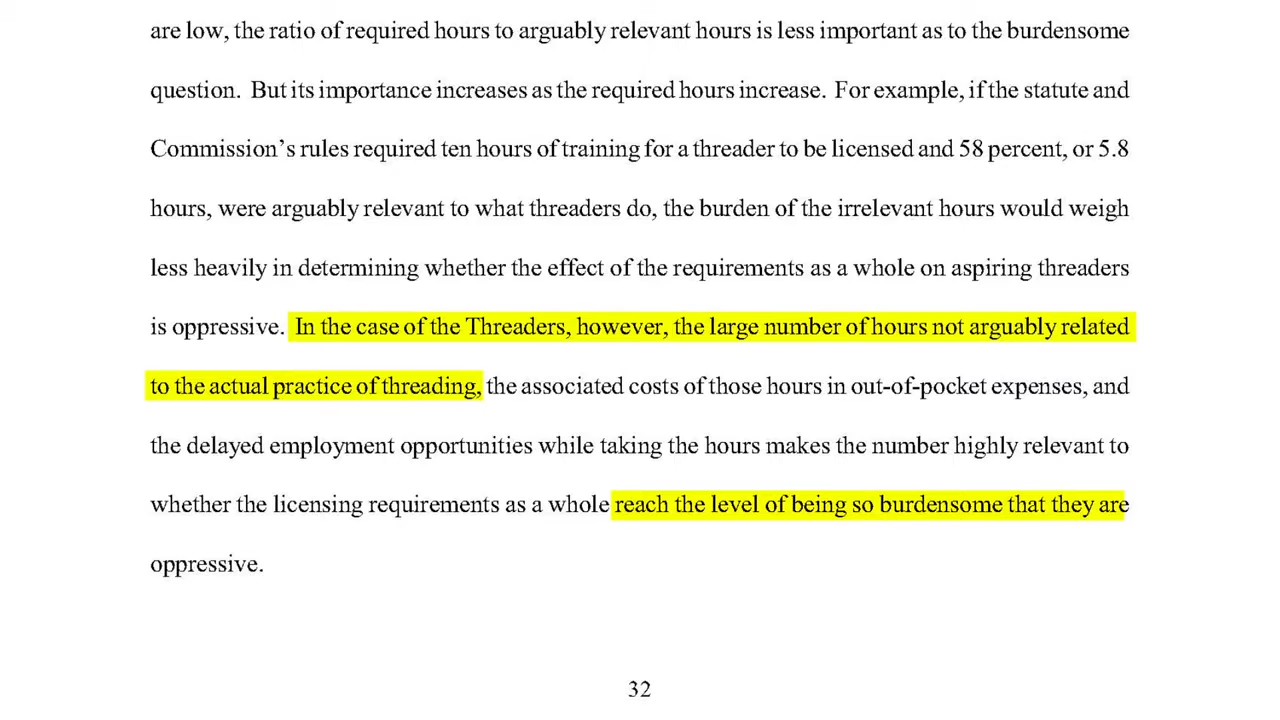 are low, the ratio of required hours to arguably relevant hours is less important as to the burdensome
question. But its importance increases as the required hours increase. For example, if the statute and
Commission's rules required ten hours of training for a threader to be licensed and 58 percent, or 5.8
hours, were arguably relevant to what threaders do, the burden of the irrelevant hours would weigh
less heavily in determining whether the effect of the requirements as a whole on aspiring threaders
is oppressive. In the case of the Threaders, however, the large number of hours not arguably related
to the actual practice of threading, the associated costs of those hours in out-of-pocket expenses, and
the delayed employment opportunities while taking the hours makes the number highly relevant to
whether the licensing requirements as a whole reach the level of being so burdensome that they are
oppressive.
32